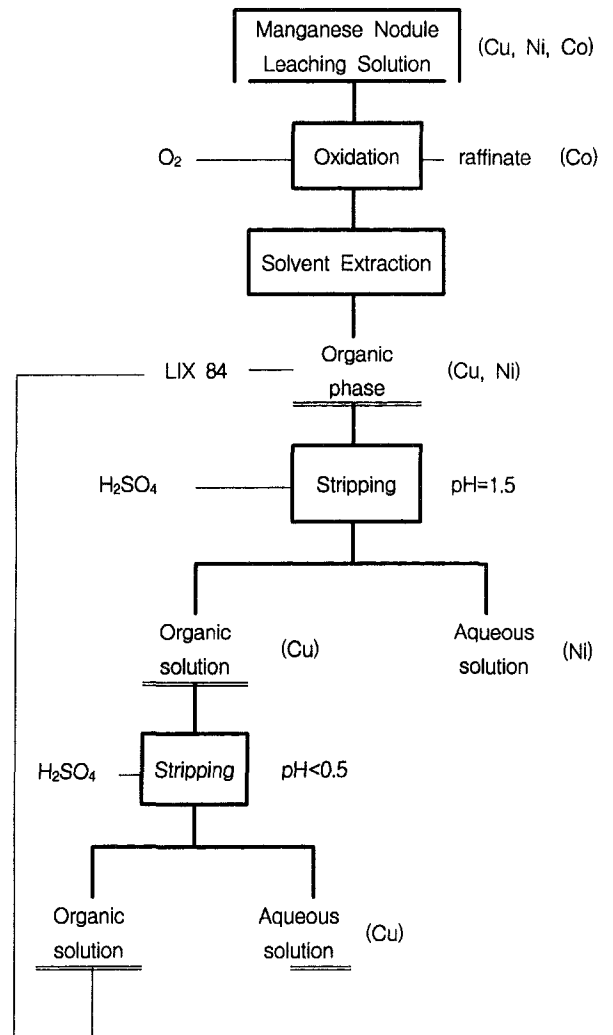 Manganese Nodule
Leaching Solution
(Cu, Ni, Co)
O₂
Oxidation
raffinate
(Co)
Solvent Extraction
LIX 84
Organic
phase
(Cu, Ni)
H₂SO₄
Stripping
pH=1.5
Organic
solution
(Cu)
Aqueous
solution
(Ni)
H₂SO₄
Stripping
pH<0.5
Organic
solution
Aqueous
solution
(Cu)